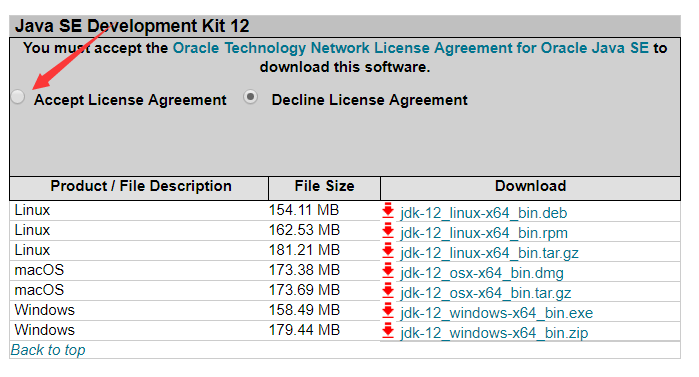 Java SE Development Kit 12
You must accept the Oracle Technology Network License Agreement for Oracle Java SE to
download this software.
Accept License Agreement Decline License Agreement
Product / File Description File Size Download
Linux 154.11 MB jdk-12_linux-x64_bin.deb
Linux 162.53 MB jdk-12_linux-x64_bin.rpm
Linux 181.21 MB jdk-12_linux-x64_bin.tar.gz
macOS 173.38 MB jdk-12_osx-x64_bin.dmg
macOS 173.69 MB jdk-12_osx-x64_bin.tar.gz
Windows 158.49 MB jdk-12_windows-x64_bin.exe
Windows 179.44 MB jdk-12_windows-x64_bin.zip
Back to top